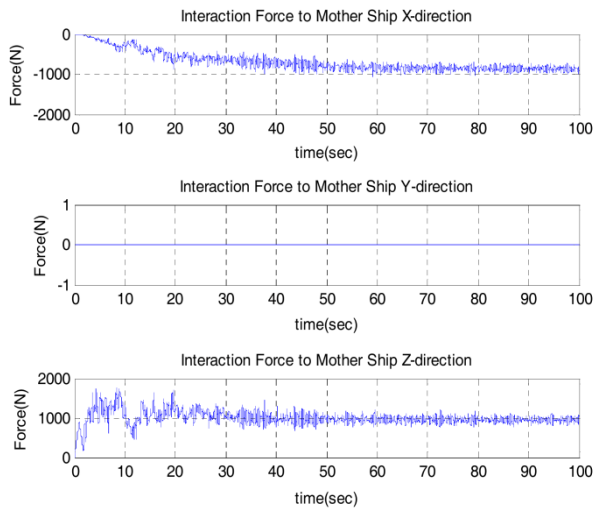 Interaction Force to Mother Ship X-direction
0
-1000
-2000
Force(N)
0 10 20 30 40 50 60 70 80 90 100
time(sec)
Interaction Force to Mother Ship Y-direction
1
0
-1
Force(N)
0 10 20 30 40 50 60 70 80 90 100
time(sec)
Interaction Force to Mother Ship Z-direction
2000
1000
0
Force(N)
0 10 20 30 40 50 60 70 80 90 100
time(sec)